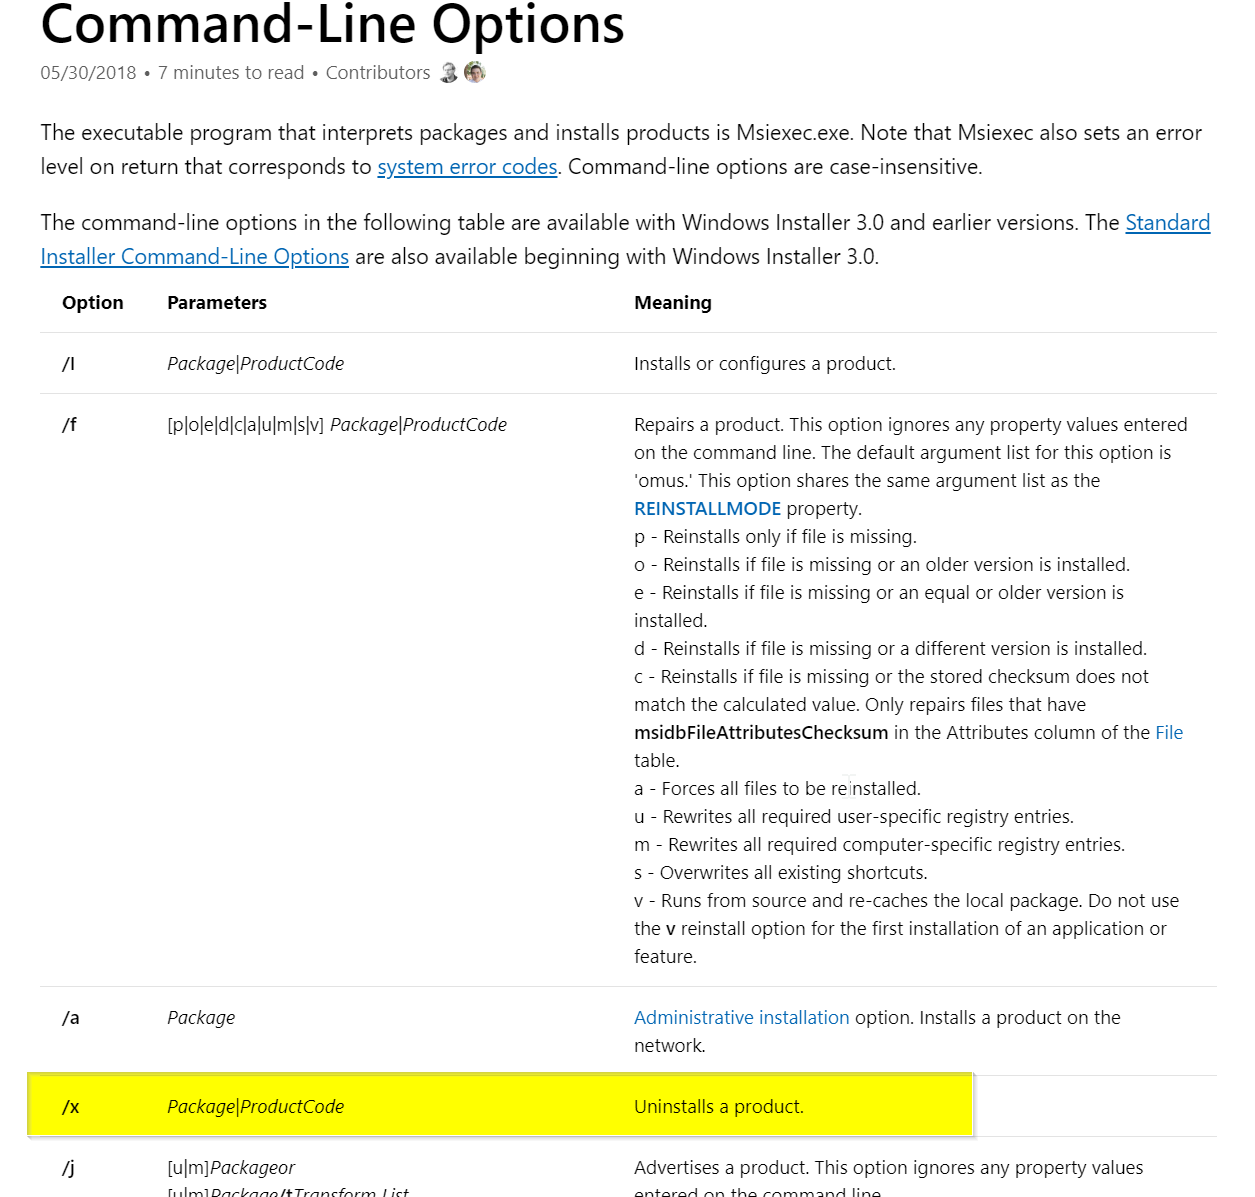 Command-Line Options
05/30/2018 • 7 minutes to read • Contributors
The executable program that interprets packages and installs products is Msiexec.exe. Note that Msiexec also sets an error
level on return that corresponds to system error codes. Command-line options are case-insensitive.
The command-line options in the following table are available with Windows Installer 3.0 and earlier versions. The Standard
Installer Command-Line Options are also available beginning with Windows Installer 3.0.
Option Parameters Meaning
/I Package|ProductCode Installs or configures a product.
/f [p|o|e|d|c|a|u|m|s|v] Package|ProductCode Repairs a product. This option ignores any property values entered
on the command line. The default argument list for this option is
'omus.' This option shares the same argument list as the
REINSTALLMODE property.
p - Reinstalls only if file is missing.
o - Reinstalls if file is missing or an older version is installed.
e - Reinstalls if file is missing or an equal or older version is
installed.
d - Reinstalls if file is missing or a different version is installed.
c - Reinstalls if file is missing or the stored checksum does not
match the calculated value. Only repairs files that have
msidbFileAttributesChecksum in the Attributes column of the File
table.
a - Forces all files to be reinstalled.
u - Rewrites all required user-specific registry entries.
m - Rewrites all required computer-specific registry entries.
s - Overwrites all existing shortcuts.
v - Runs from source and re-caches the local package. Do not use
the v reinstall option for the first installation of an application or
feature.
/a Package Administrative installation option. Installs a product on the
network.
/x Package|ProductCode Uninstalls a product.
/j [u|m]Packageor Advertises a product. This option ignores any property values
[u|m]Package/tTransform List entered on the command line.